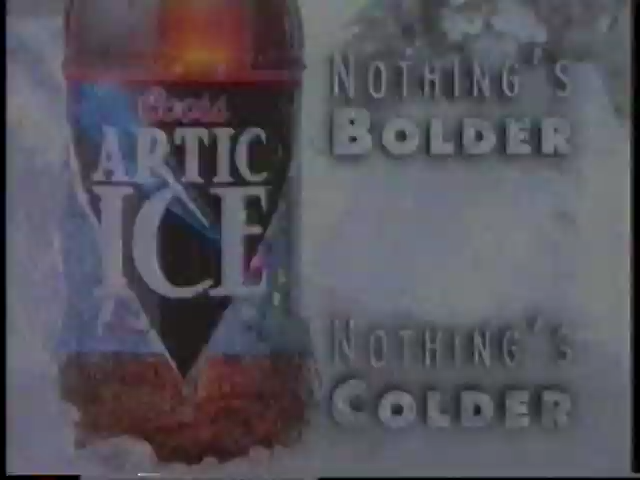 Coors
ARTIC
ICE
NOTHING'S
BOLDER
NOTHING'S
COLDER